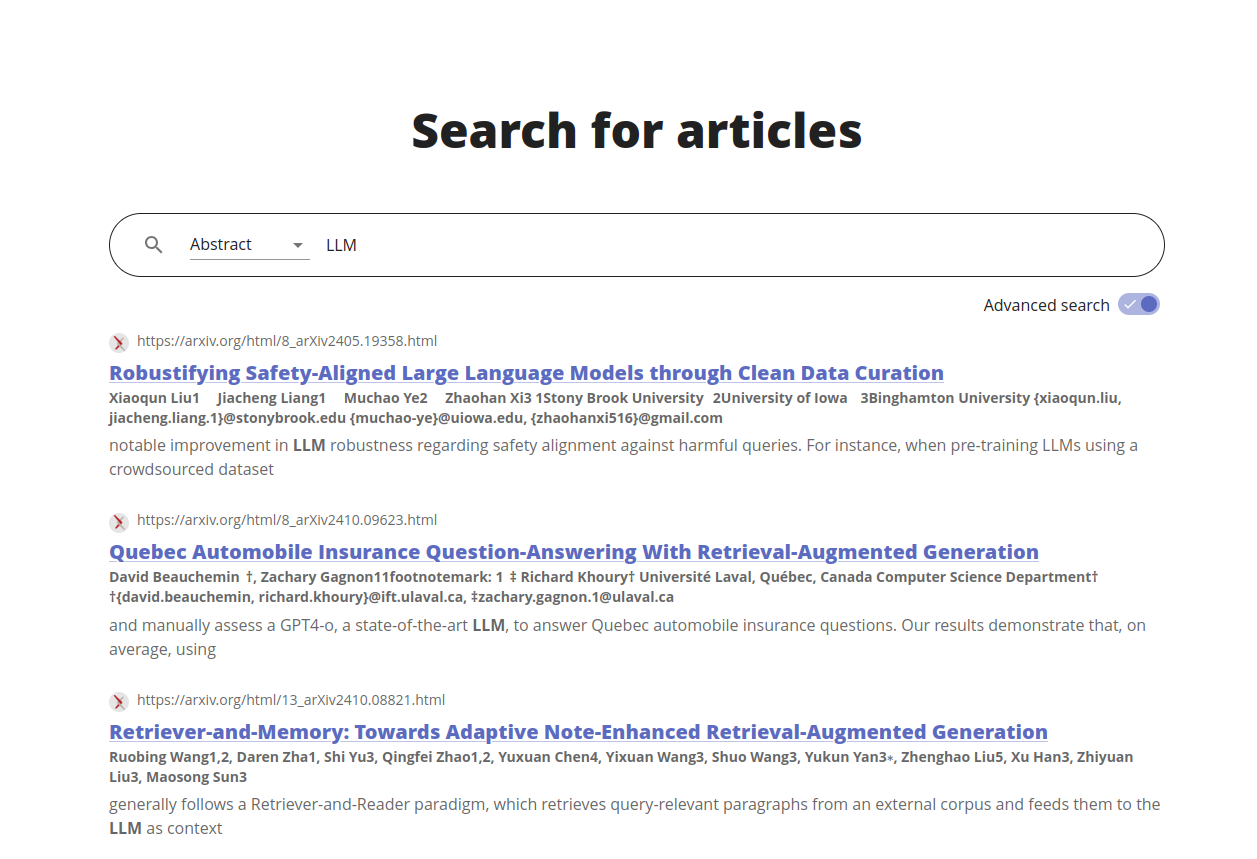 Search for articles
Abstract LLM
Advanced search
https://arxiv.org/html/8_arXiv2405.19358.html
Robustifying Safety-Aligned Large Language Models through Clean Data Curation
Xiaoqun Liu1 Jiacheng Liang1 Muchao Ye2 Zhaohan Xi3 1Stony Brook University 2University of Iowa 3Binghamton University {xiaoqun.liu,
jiacheng.liang.1}@stonybrook.edu {muchao-ye}@uiowa.edu, {zhaohanxi516}@gmail.com
notable improvement in LLM robustness regarding safety alignment against harmful queries. For instance, when pre-training LLMs using a
crowdsourced dataset
https://arxiv.org/html/8_arXiv2410.09623.html
Quebec Automobile Insurance Question-Answering With Retrieval-Augmented Generation
David Beauchemin †, Zachary Gagnon11footnotemark: 1 ‡ Richard Khoury† Université Laval, Québec, Canada Computer Science Department†
†{david.beauchemin, richard.khoury}@ift.ulaval.ca, ‡zachary.gagnon.1@ulaval.ca
and manually assess a GPT4-o, a state-of-the-art LLM, to answer Quebec automobile insurance questions. Our results demonstrate that, on
average, using
https://arxiv.org/html/13_arXiv2410.08821.html
Retriever-and-Memory: Towards Adaptive Note-Enhanced Retrieval-Augmented Generation
Ruobing Wang1,2, Daren Zha1, Shi Yu3, Qingfei Zhao1,2, Yuxuan Chen4, Yixuan Wang3, Shuo Wang3, Yukun Yan3∗, Zhenghao Liu5, Xu Han3, Zhiyuan
Liu3, Maosong Sun3
generally follows a Retriever-and-Reader paradigm, which retrieves query-relevant paragraphs from an external corpus and feeds them to the
LLM as context